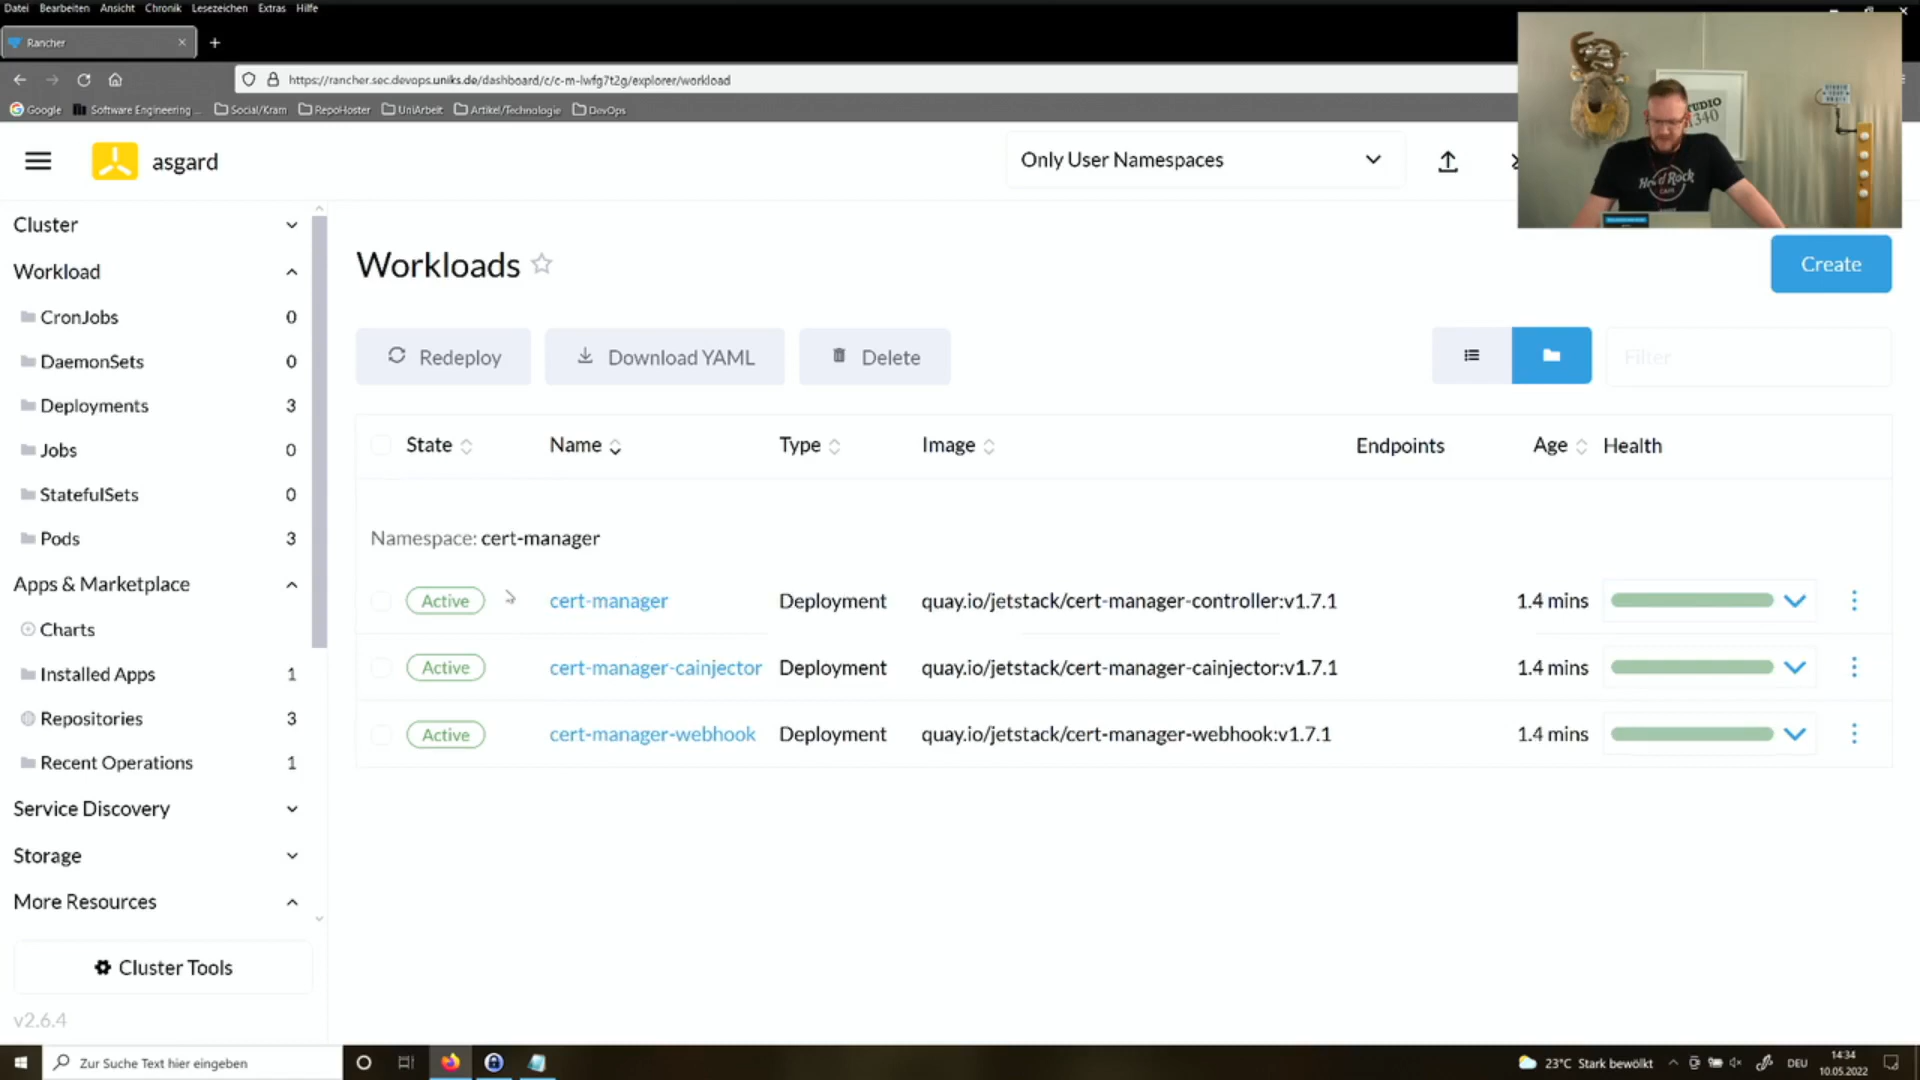 Datei Bearbeiten Ansicht Chronik Lesezeichen Extras Hilfe
Rancher
https://rancher.sec.devops.uniks.de/dashboard/c/c-m-lwfg7t2g/explorer/workload
Google Software Engineering ... Social/Kram RepoHoster UniArbeit Artikel/Technologie DevOps
asgard
Only User Namespaces
STUDIO
1340
Hard Rock
CAFE
Cluster
Workload
CronJobs 0
DaemonSets 0
Deployments 3
Jobs 0
StatefulSets 0
Pods 3
Apps & Marketplace
Charts
Installed Apps 1
Repositories 3
Recent Operations 1
Service Discovery
Storage
More Resources
Cluster Tools
v2.6.4
Workloads
Create
Redeploy
Download YAML
Delete
Filter
State Name Type Image Endpoints Age Health
Namespace: cert-manager
Active cert-manager Deployment quay.io/jetstack/cert-manager-controller:v1.7.1 1.4 mins
Active cert-manager-cainjector Deployment quay.io/jetstack/cert-manager-cainjector:v1.7.1 1.4 mins
Active cert-manager-webhook Deployment quay.io/jetstack/cert-manager-webhook:v1.7.1 1.4 mins
Zur Suche Text hier eingeben
23°C Stark bewölkt
DEU
14:34
10.05.2022